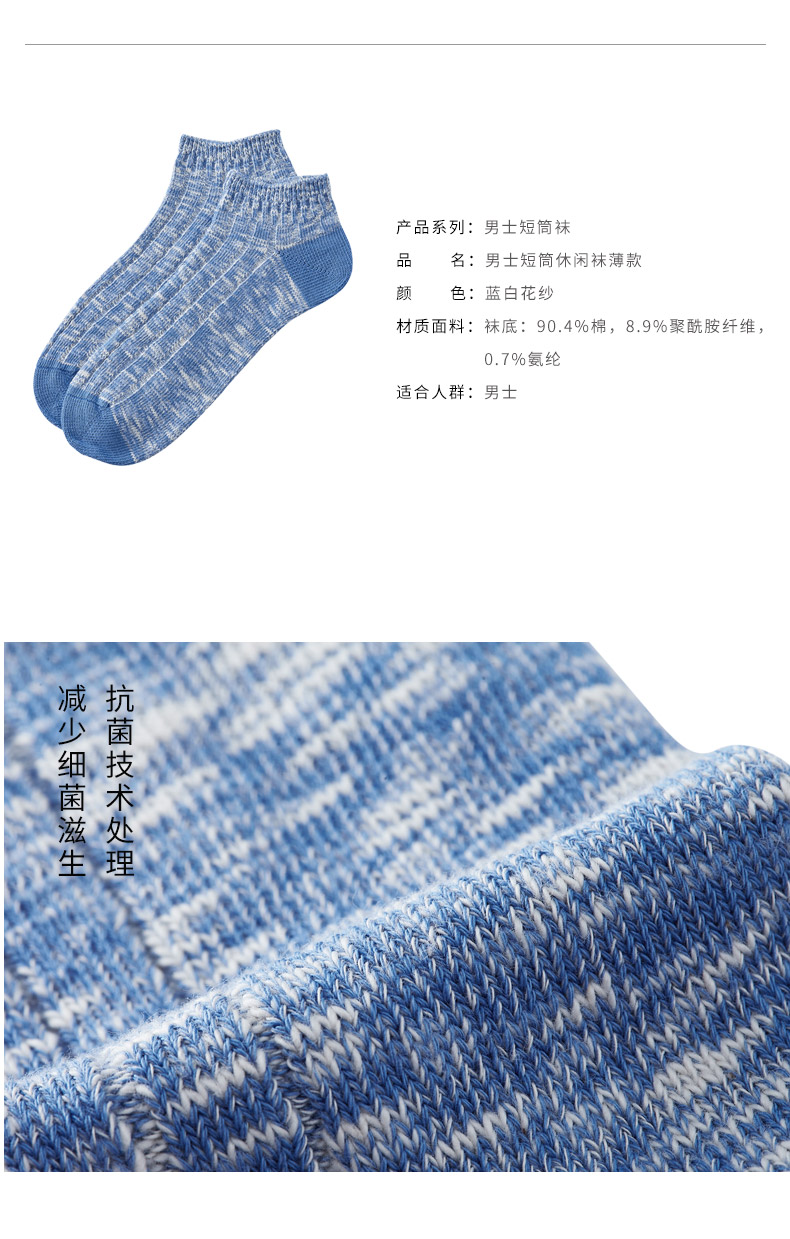 产品系列：男士短筒袜
品　　名：男士短筒休闲袜薄款
颜　　色：蓝白花纱
材质面料：袜底：90.4%棉，8.9%聚酰胺纤维，
0.7%氨纶
适合人群：男士
抗菌技术处理
减少细菌滋生